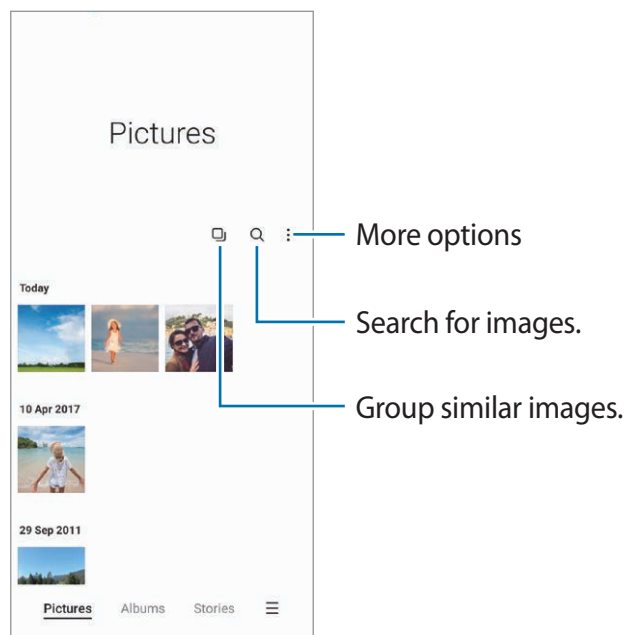 Pictures
More options
Today
Search for images.
Group similar images.
10 Apr 2017
29 Sep 2011
Pictures Albums Stories